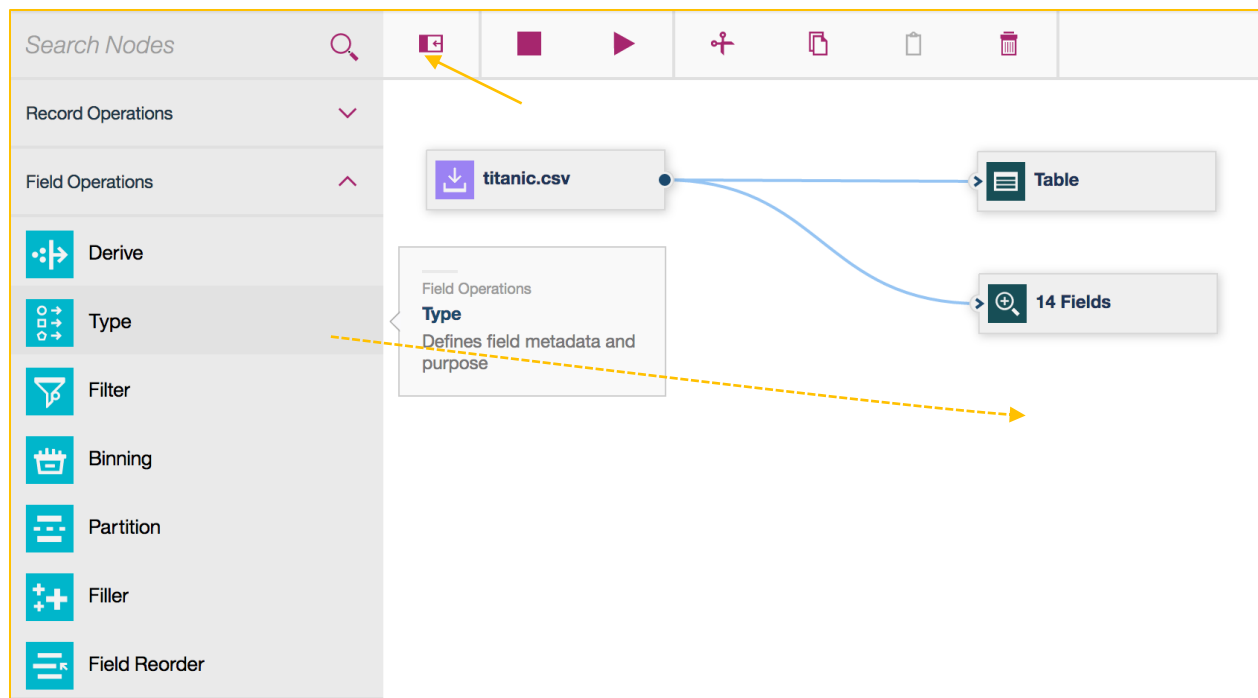 Search Nodes
Record Operations
Field Operations
Derive
Type
Filter
Binning
Partition
Filler
Field Reorder
titanic.csv
Table
14 Fields
Field Operations
Type
Defines field metadata and
purpose